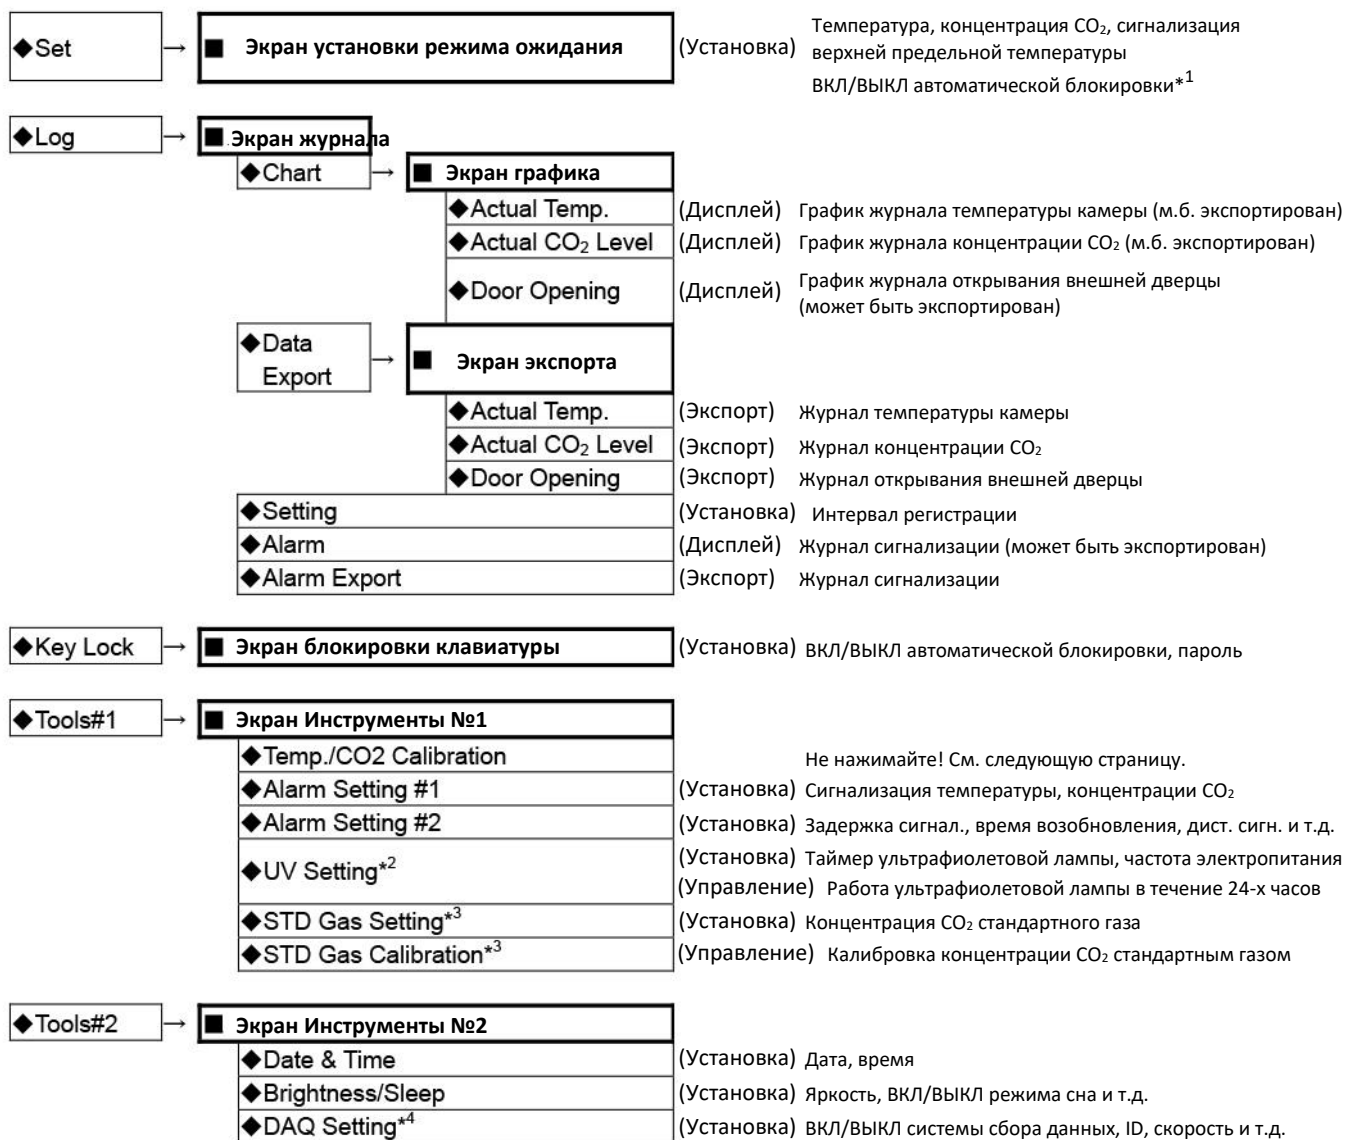 ◆Set → ■ Экран установки режима ожидания (Установка) Температура, концентрация CO₂, сигнализация
верхней предельной температуры
ВКЛ/ВЫКЛ автоматической блокировки*1
◆Log → ■ Экран журнала
◆Chart → ■ Экран графика
◆Actual Temp. (Дисплей) График журнала температуры камеры (м.б. экспортирован)
◆Actual CO₂ Level (Дисплей) График журнала концентрации CO₂ (м.б. экспортирован)
◆Door Opening (Дисплей) График журнала открывания внешней дверцы
(может быть экспортирован)
◆Data
Export → ■ Экран экспорта
◆Actual Temp. (Экспорт) Журнал температуры камеры
◆Actual CO₂ Level (Экспорт) Журнал концентрации CO₂
◆Door Opening (Экспорт) Журнал открывания внешней дверцы
◆Setting (Установка) Интервал регистрации
◆Alarm (Дисплей) Журнал сигнализации (может быть экспортирован)
◆Alarm Export (Экспорт) Журнал сигнализации
◆Key Lock → ■ Экран блокировки клавиатуры (Установка) ВКЛ/ВЫКЛ автоматической блокировки, пароль
◆Tools#1 → ■ Экран Инструменты №1
◆Temp./CO2 Calibration Не нажимайте! См. следующую страницу.
◆Alarm Setting #1 (Установка) Сигнализация температуры, концентрации CO₂
◆Alarm Setting #2 (Установка) Задержка сигнал., время возобновления, дист. сигн. и т.д.
◆UV Setting*2 (Установка) Таймер ультрафиолетовой лампы, частота электропитания
(Управление) Работа ультрафиолетовой лампы в течение 24-х часов
◆STD Gas Setting*3 (Установка) Концентрация CO₂ стандартного газа
◆STD Gas Calibration*3 (Управление) Калибровка концентрации CO₂ стандартным газом
◆Tools#2 → ■ Экран Инструменты №2
◆Date & Time (Установка) Дата, время
◆Brightness/Sleep (Установка) Яркость, ВКЛ/ВЫКЛ режима сна и т.д.
◆DAQ Setting*4 (Установка) ВКЛ/ВЫКЛ системы сбора данных, ID, скорость и т.д.